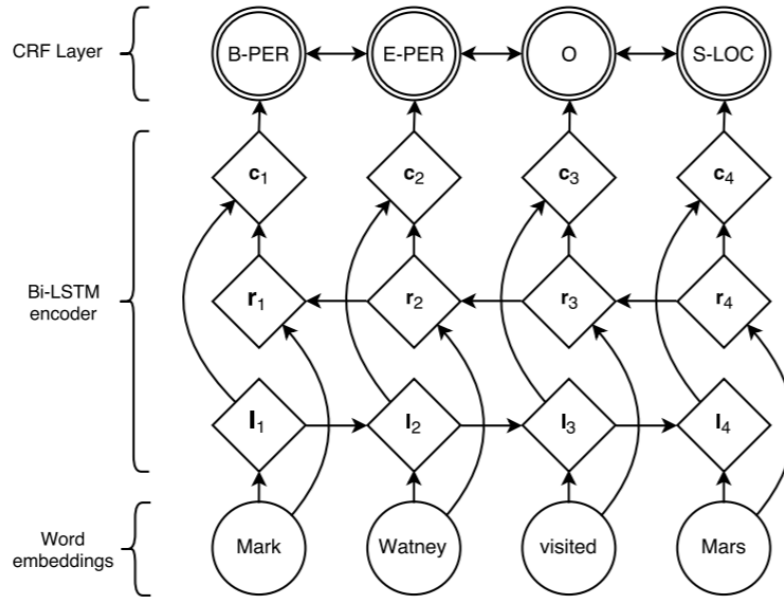 CRF Layer
B-PER E-PER O S-LOC
c1 c2 c3 c4
Bi-LSTM
encoder
r1 r2 r3 r4
l1 l2 l3 l4
Word
embeddings
Mark Watney visited Mars